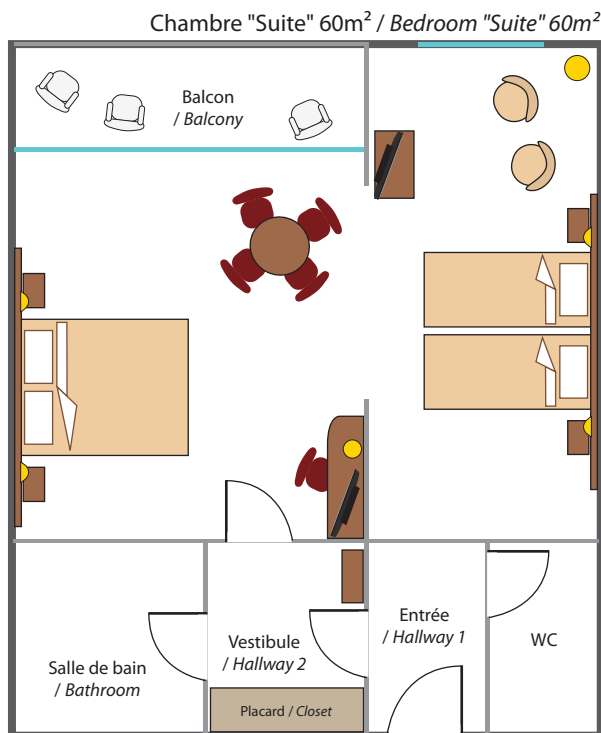 Chambre "Suite" 60m² / Bedroom "Suite" 60m²
Balcon
/ Balcony
Entrée
/ Hallway 1
WC
Vestibule
/ Hallway 2
Salle de bain
/ Bathroom
Placard / Closet